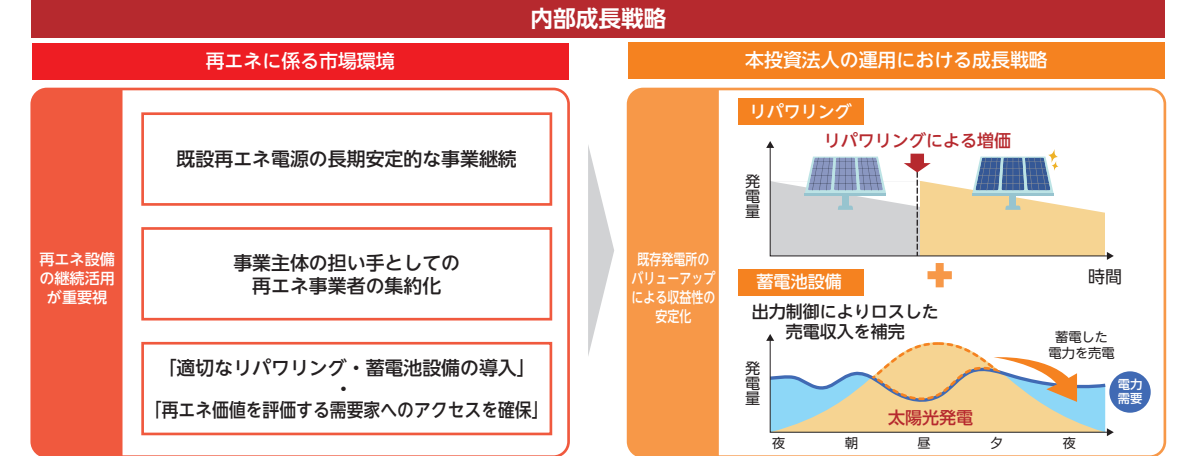 内部成長戦略
再エネに係る市場環境
再エネ設備
の継続活用
が重要視
既設再エネ電源の長期安定的な事業継続
事業主体の担い手としての
再エネ事業者の集約化
「適切なリパワリング・蓄電池設備の導入」
・
「再エネ価値を評価する需要家へのアクセスを確保」
本投資法人の運用における成長戦略
既存発電所の
バリューアップ
による収益性の
安定化
リパワリング
リパワリングによる増価
発電量
時間
蓄電池設備
出力制御によりロスした
売電収入を補完
蓄電した
電力を売電
発電量
電力
需要
太陽光発電
夜 朝 昼 夕 夜